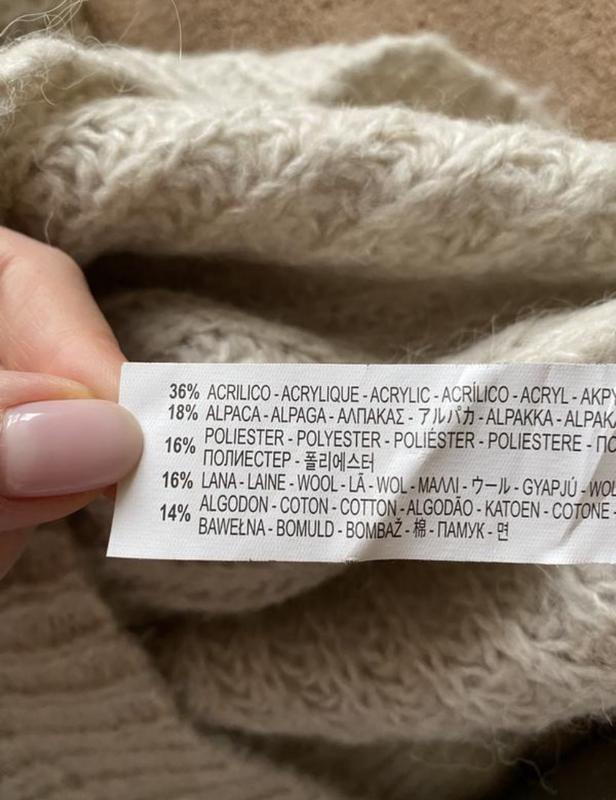 36% ACRILICO - ACRYLIQUE - ACRYLIC - ACRÍLICO - ACRYL -
18% ALPACA - ALPAGA - ΑΛΠΑΚΑΣ - アルパカ - ALPAKKA -
16% POLIESTER - POLYESTER - POLIÉSTER - POLIESTERE -
ПОЛИЕСТЕР - 폴리에스터
16% LANA - LAINE - WOOL - LÃ - WOL - ΜΑΛΛΙ - ウール - GYAPJÚ -
14% ALGODON - COTON - COTTON - ALGODÃO - KATOEN - COTONE -
BAWEŁNA - BOMULD - BOMBAŽ - 棉 - ПАМУК - 면